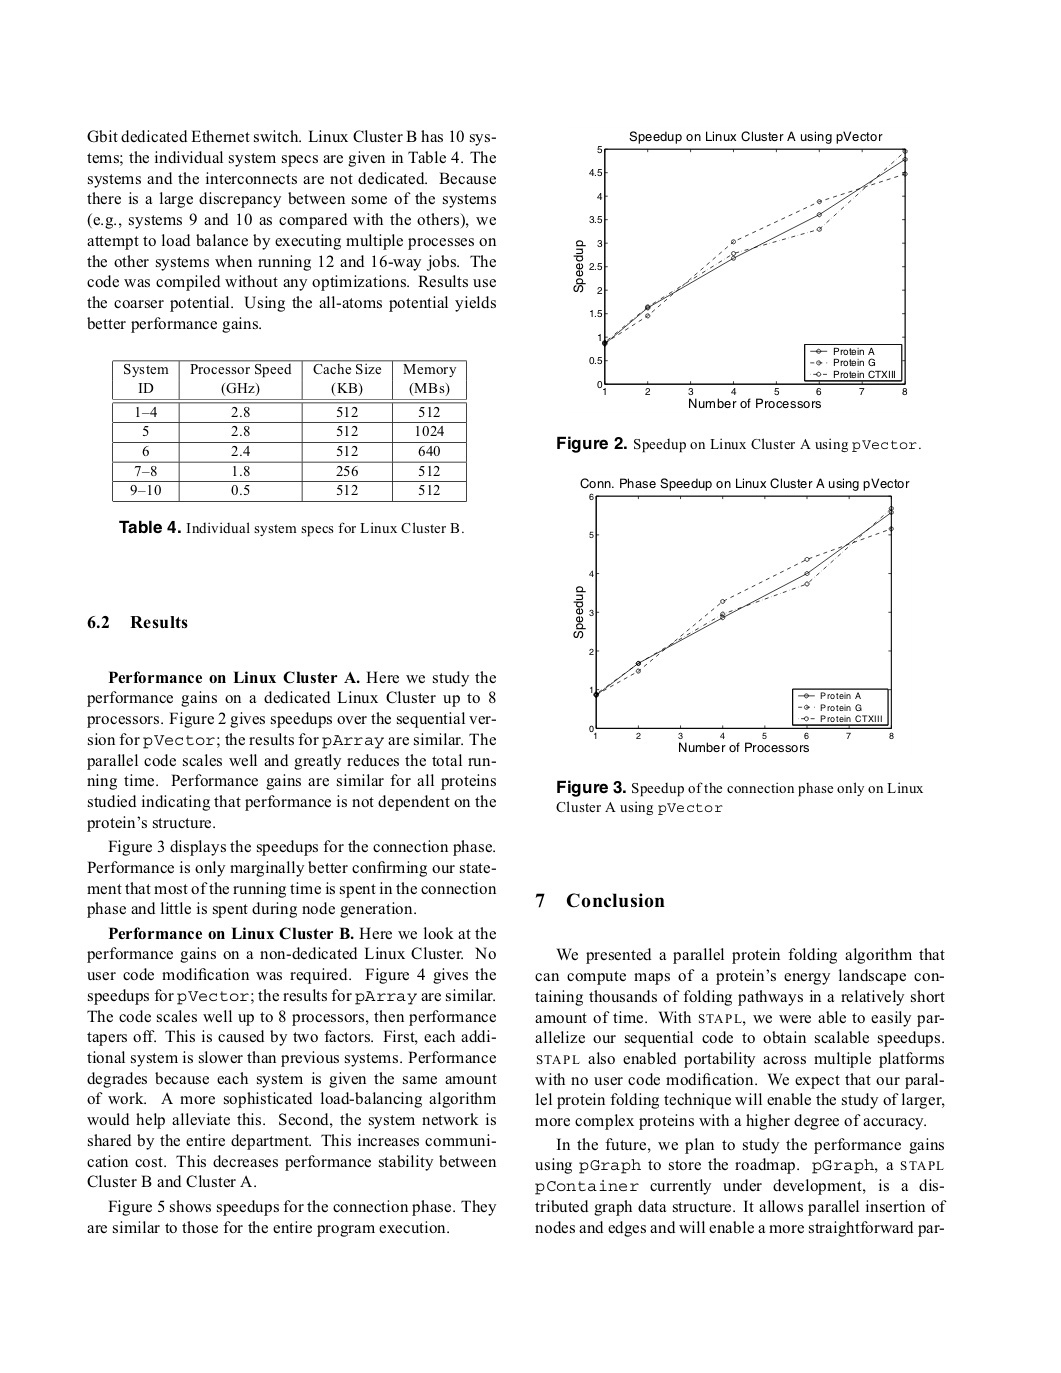 Gbit dedicated Ethernet switch. Linux Cluster B has 10 sys-
tems; the individual system specs are given in Table 4. The
systems and the interconnects are not dedicated. Because
there is a large discrepancy between some of the systems
(e.g., systems 9 and 10 as compared with the others), we
attempt to load balance by executing multiple processes on
the other systems when running 12 and 16-way jobs. The
code was compiled without any optimizations. Results use
the coarser potential. Using the all-atoms potential yields
better performance gains.
System Processor Speed Cache Size Memory
ID (GHz) (KB) (MBs)
1–4 2.8 512 512
5 2.8 512 1024
6 2.4 512 640
7–8 1.8 256 512
9–10 0.5 512 512
Table 4. Individual system specs for Linux Cluster B.
6.2 Results
Performance on Linux Cluster A. Here we study the
performance gains on a dedicated Linux Cluster up to 8
processors. Figure 2 gives speedups over the sequential ver-
sion for pVector; the results for pArray are similar. The
parallel code scales well and greatly reduces the total run-
ning time. Performance gains are similar for all proteins
studied indicating that performance is not dependent on the
protein's structure.
Figure 3 displays the speedups for the connection phase.
Performance is only marginally better confirming our state-
ment that most of the running time is spent in the connection
phase and little is spent during node generation.
Performance on Linux Cluster B. Here we look at the
performance gains on a non-dedicated Linux Cluster. No
user code modification was required. Figure 4 gives the
speedups for pVector; the results for pArray are similar.
The code scales well up to 8 processors, then performance
tapers off. This is caused by two factors. First, each addi-
tional system is slower than previous systems. Performance
degrades because each system is given the same amount
of work. A more sophisticated load-balancing algorithm
would help alleviate this. Second, the system network is
shared by the entire department. This increases communi-
cation cost. This decreases performance stability between
Cluster B and Cluster A.
Figure 5 shows speedups for the connection phase. They
are similar to those for the entire program execution.
Speedup on Linux Cluster A using pVector
5
4.5
4
3.5
3
2.5
2
1.5
1
0.5
0
Speedup
Protein A
Protein G
Protein CTXIII
1 2 3 4 5 6 7 8
Number of Processors
Figure 2. Speedup on Linux Cluster A using pVector.
Conn. Phase Speedup on Linux Cluster A using pVector
6
5
4
3
2
1
0
Speedup
Protein A
Protein G
Protein CTXIII
1 2 3 4 5 6 7 8
Number of Processors
Figure 3. Speedup of the connection phase only on Linux
Cluster A using pVector
7 Conclusion
We presented a parallel protein folding algorithm that
can compute maps of a protein's energy landscape con-
taining thousands of folding pathways in a relatively short
amount of time. With STAPL, we were able to easily par-
allelize our sequential code to obtain scalable speedups.
STAPL also enabled portability across multiple platforms
with no user code modification. We expect that our paral-
lel protein folding technique will enable the study of larger,
more complex proteins with a higher degree of accuracy.
In the future, we plan to study the performance gains
using pGraph to store the roadmap. pGraph, a STAPL
pContainer currently under development, is a dis-
tributed graph data structure. It allows parallel insertion of
nodes and edges and will enable a more straightforward par-